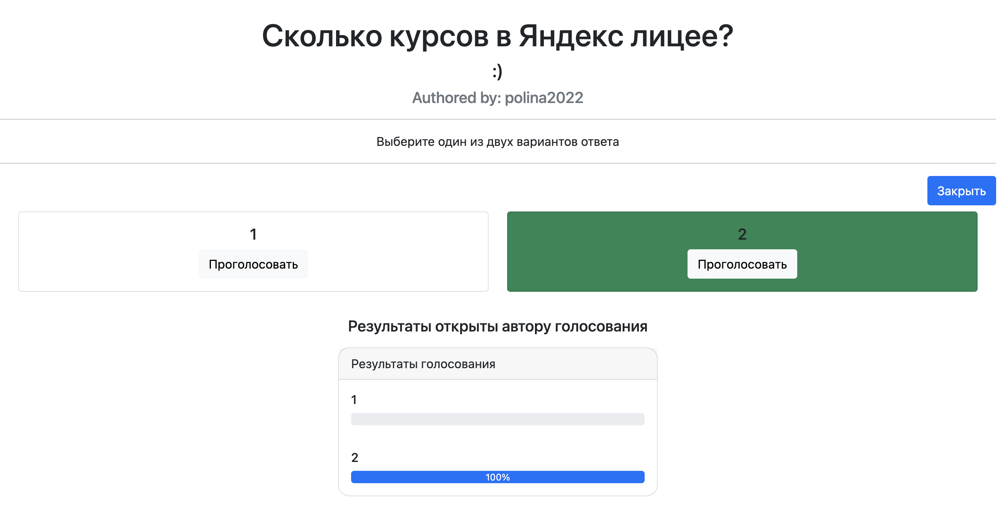 Сколько курсов в Яндекс лицее?
:)
Authored by: polina2022
Выберите один из двух вариантов ответа
Закрыть
1
Проголосовать
2
Проголосовать
Результаты открыты автору голосования
Результаты голосования
1
2
100%